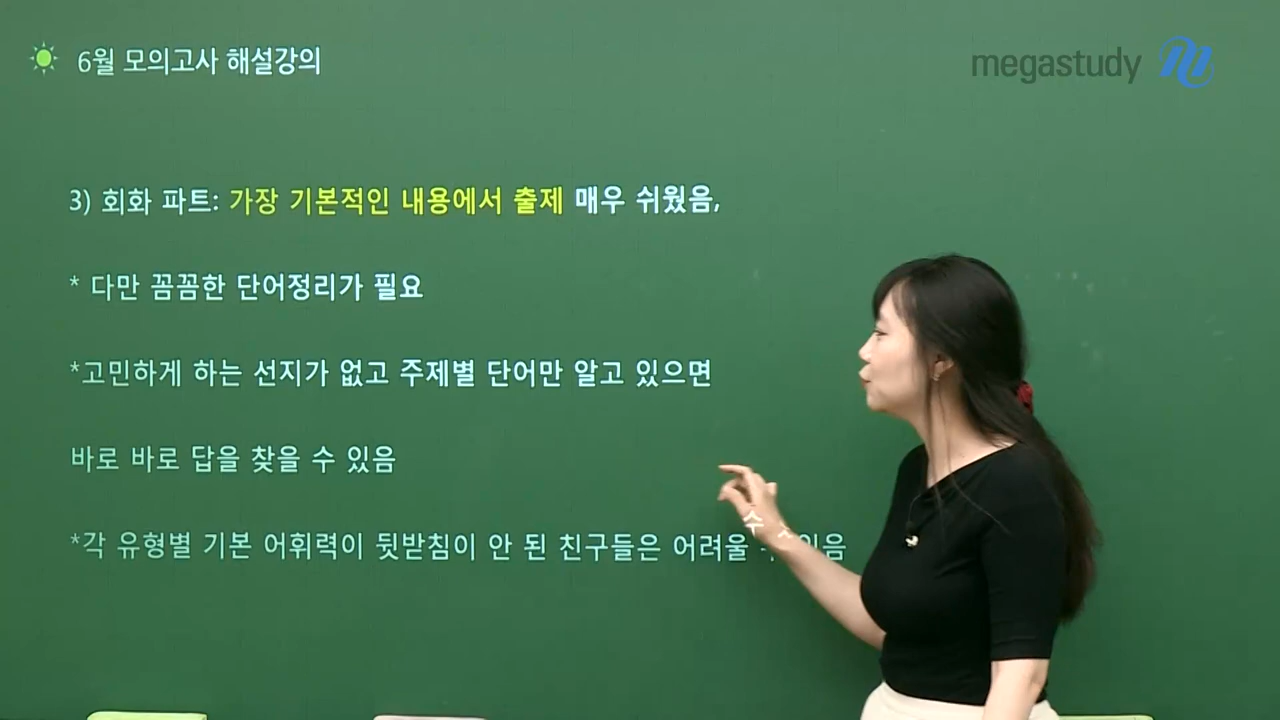 6월 모의고사 해설강의
megastudy
3) 회화 파트: 가장 기본적인 내용에서 출제 매우 쉬웠음,
* 다만 꼼꼼한 단어정리가 필요
*고민하게 하는 선지가 없고 주제별 단어만 알고 있으면
바로 바로 답을 찾을 수 있음
*각 유형별 기본 어휘력이 뒷받침이 안 된 친구들은 어려울 수 있음